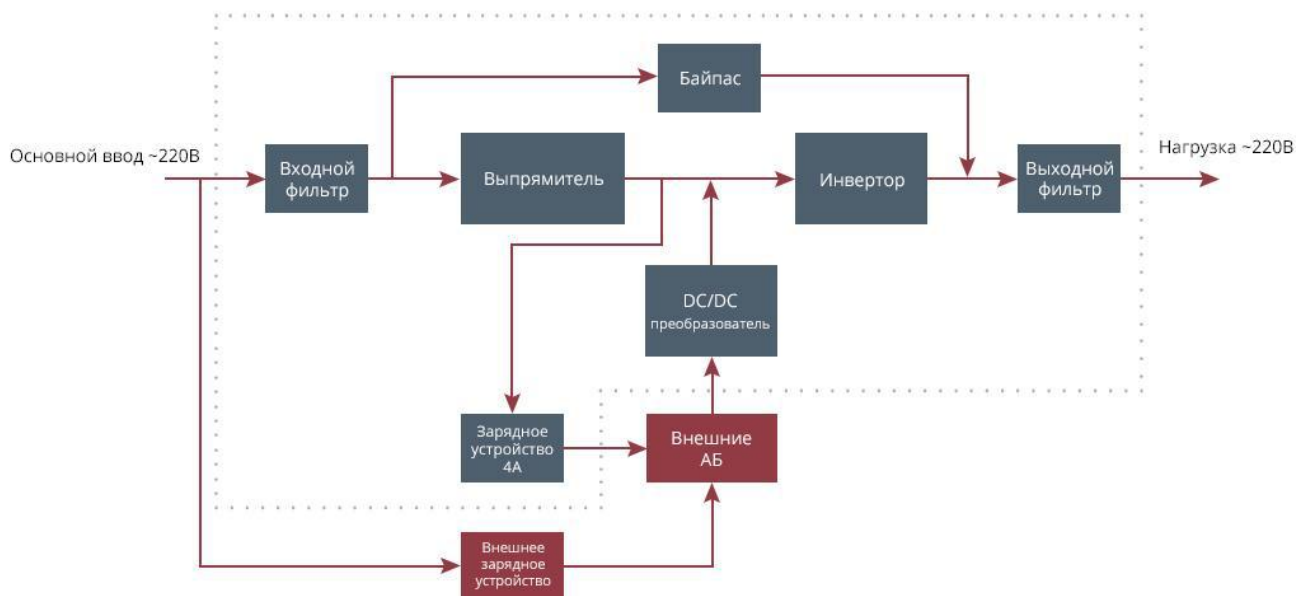 Байпас
Основной ввод ~220В
Входной
фильтр
Выпрямитель
Инвертор
Выходной
фильтр
Нагрузка ~220В
DC/DC
преобразователь
Зарядное
устройство
4А
Внешние
АБ
Внешнее
зарядное
устройство